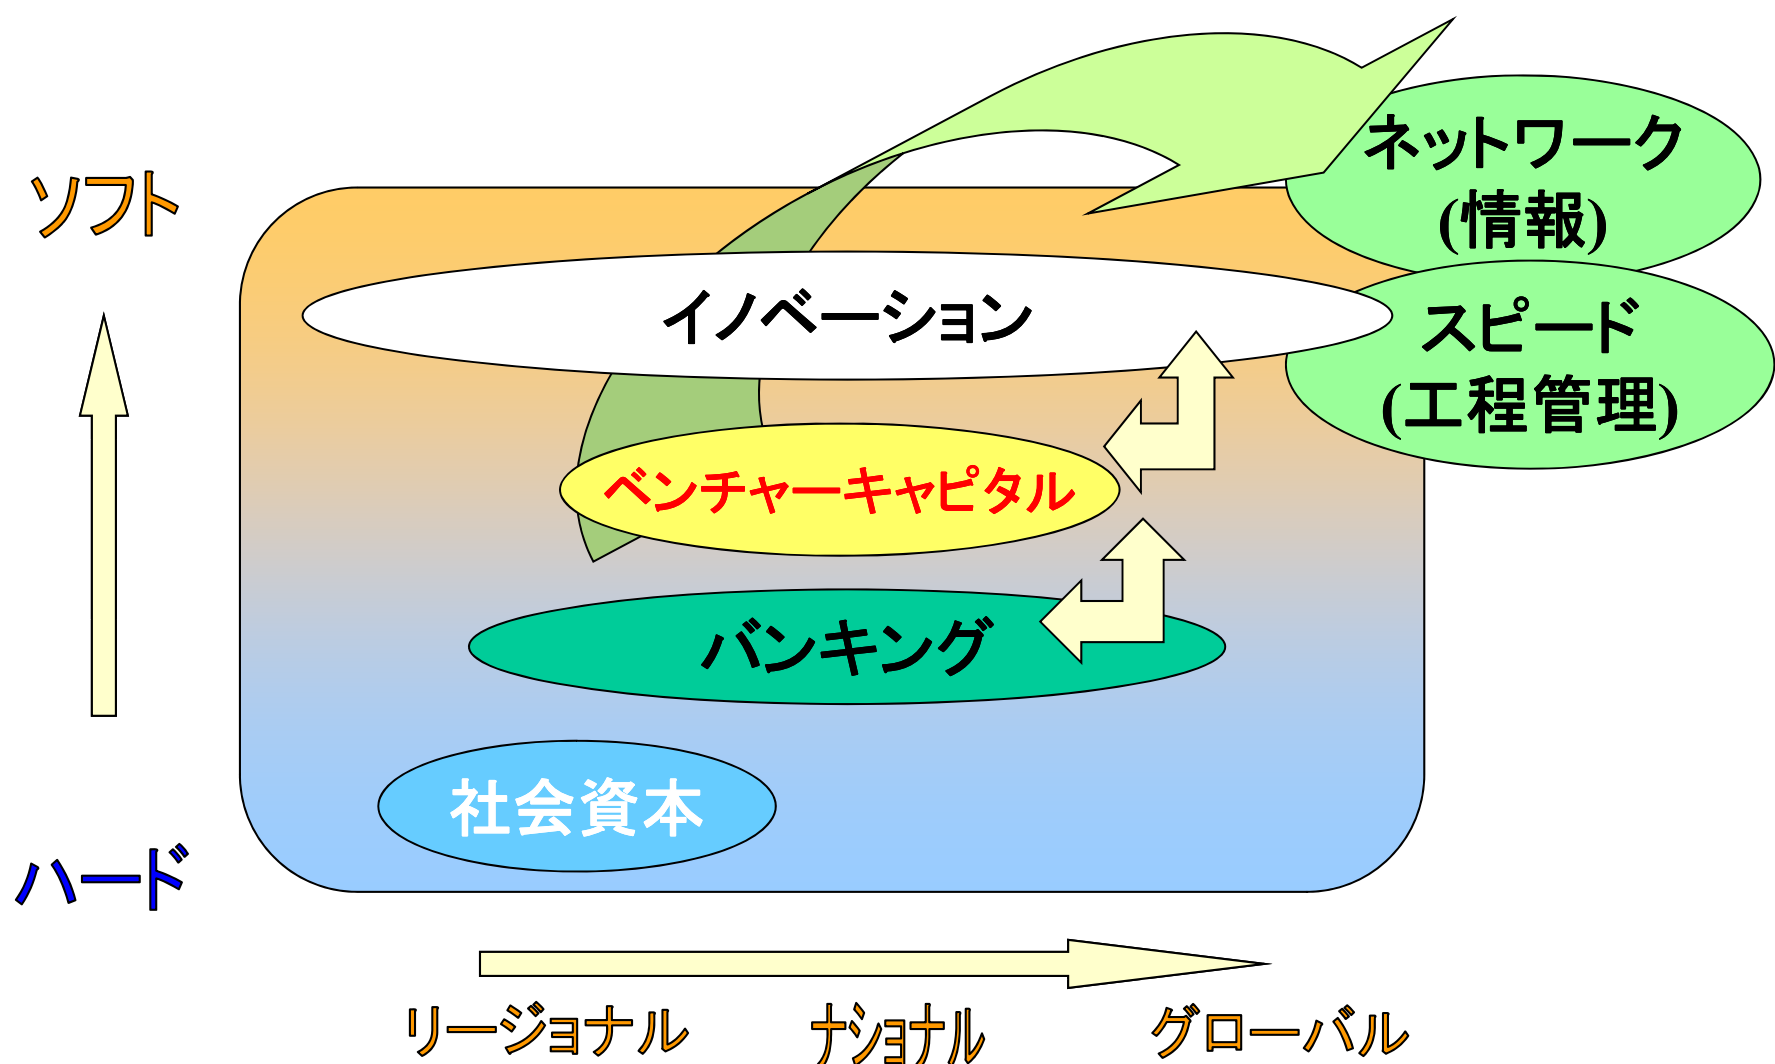 ネットワーク
(情報)
ソフト
イノベーション
スピード
(工程管理)
ベンチャーキャピタル
バンキング
社会資本
ハード
リージョナル
ナショナル
グローバル